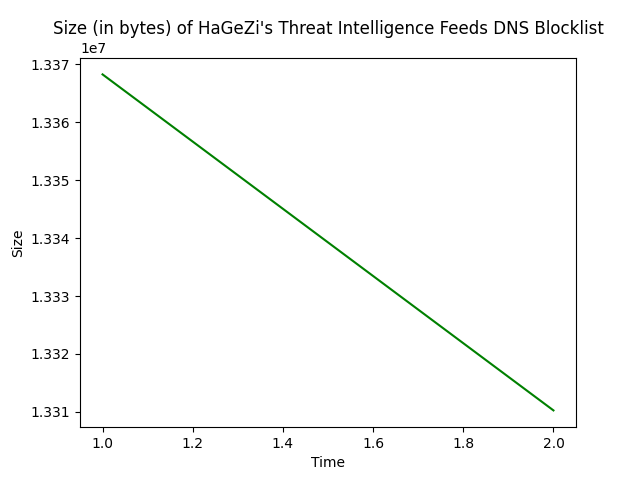 Size (in bytes) of HaGeZi's Threat Intelligence Feeds DNS Blocklist
1e7
1.337
1.336
1.335
1.334
1.333
1.332
1.331
Size
1.0 1.2 1.4 1.6 1.8 2.0
Time